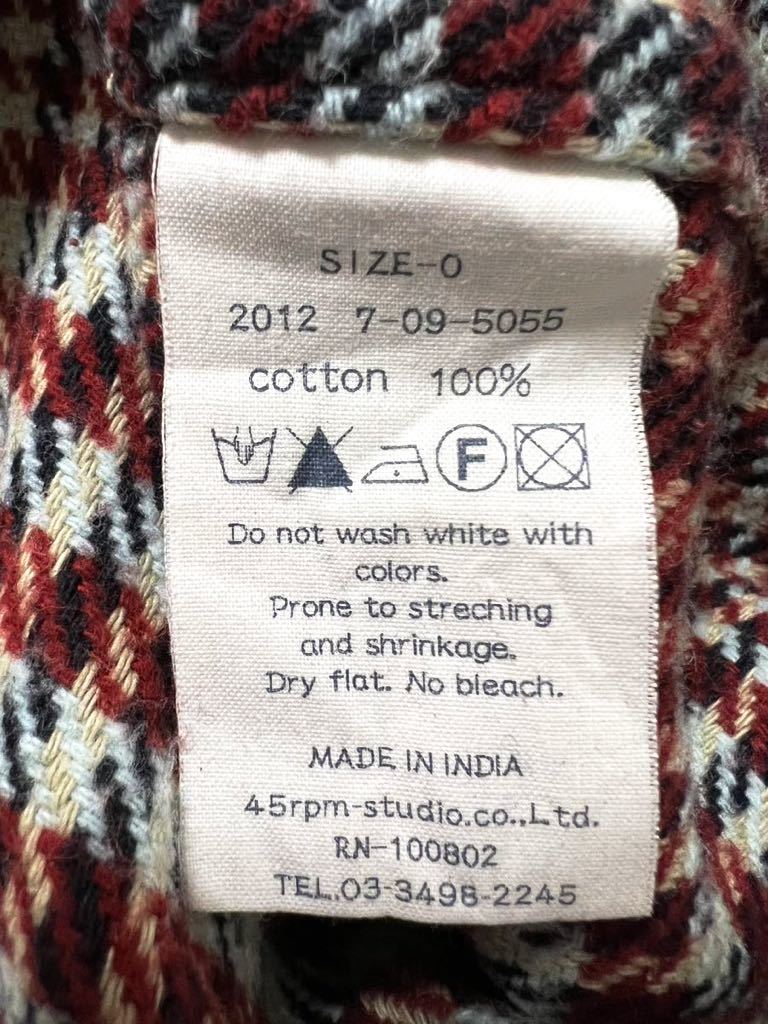 SIZE-0
2012 7-09-5055
cotton 100%
F
Do not wash white with
colors.
Prone to streching
and shrinkage.
Dry flat. No bleach.
MADE IN INDIA
45rpm-studio.co.,Ltd.
RN-100802
TEL.03-3498-2245